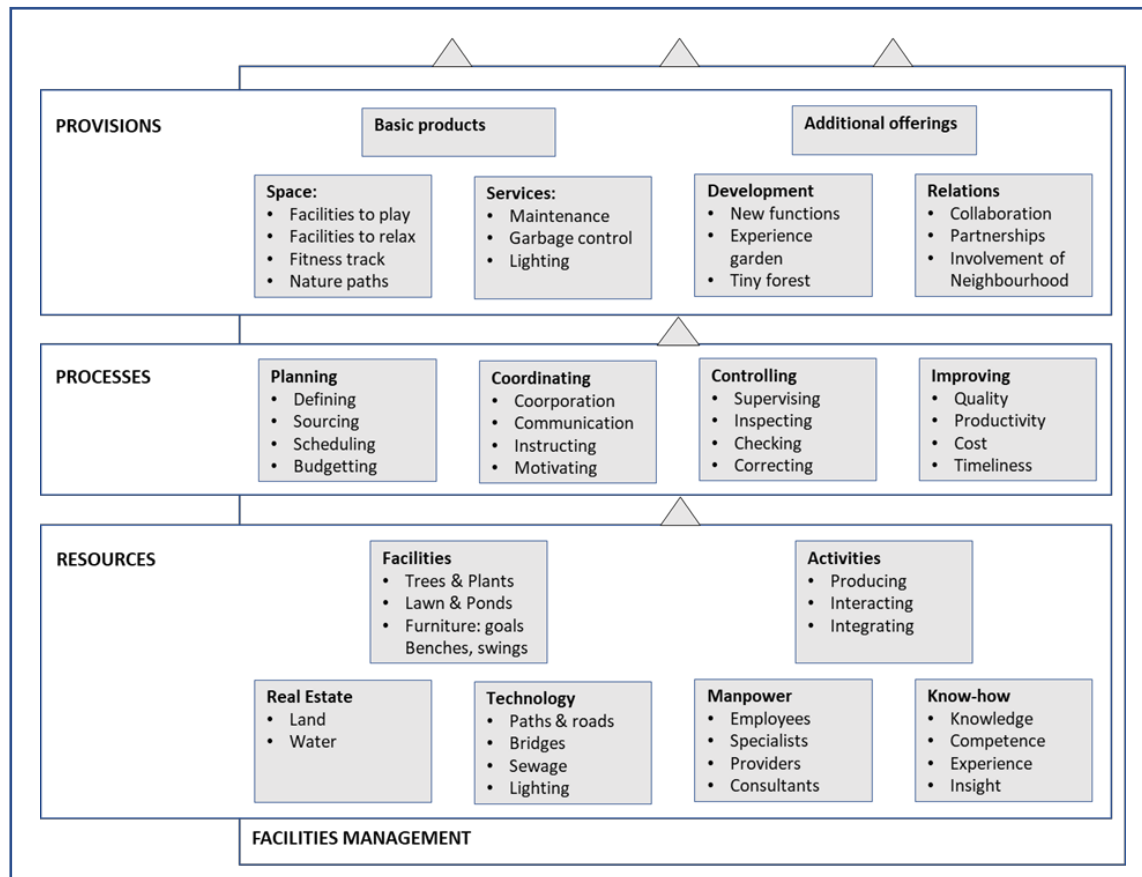 PROVISIONS
Basic products
Additional offerings
Space:
• Facilities to play
• Facilities to relax
• Fitness track
• Nature paths
Services:
• Maintenance
• Garbage control
• Lighting
Development
• New functions
• Experience
garden
• Tiny forest
Relations
• Collaboration
• Partnerships
• Involvement of
Neighbourhood
PROCESSES
Planning
• Defining
• Sourcing
• Scheduling
• Budgetting
Coordinating
• Coorporation
• Communication
• Instructing
• Motivating
Controlling
• Supervising
• Inspecting
• Checking
• Correcting
Improving
• Quality
• Productivity
• Cost
• Timeliness
RESOURCES
Facilities
• Trees & Plants
• Lawn & Ponds
• Furniture: goals
Benches, swings
Activities
• Producing
• Interacting
• Integrating
Real Estate
• Land
• Water
Technology
• Paths & roads
• Bridges
• Sewage
• Lighting
Manpower
• Employees
• Specialists
• Providers
• Consultants
Know-how
• Knowledge
• Competence
• Experience
• Insight
FACILITIES MANAGEMENT